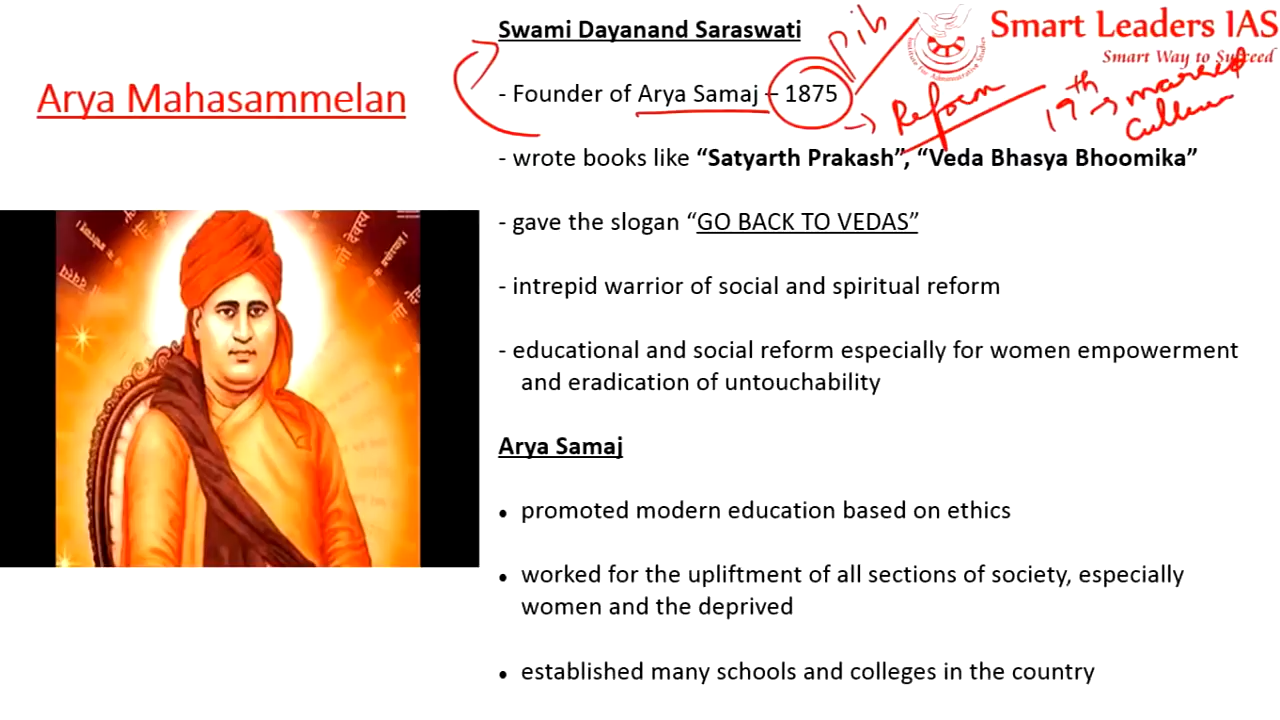 Swami Dayanand Saraswati
Smart Leaders IAS
Smart Way to Succeed
Institute For Administrative Studies
Arya Mahasammelan
- Founder of Arya Samaj – 1875
→ Reform
19th →
- wrote books like “Satyarth Prakash”, “Veda Bhasya Bhoomika”
- gave the slogan “GO BACK TO VEDAS”
- intrepid warrior of social and spiritual reform
- educational and social reform especially for women empowerment
and eradication of untouchability
Arya Samaj
• promoted modern education based on ethics
• worked for the upliftment of all sections of society, especially
women and the deprived
• established many schools and colleges in the country